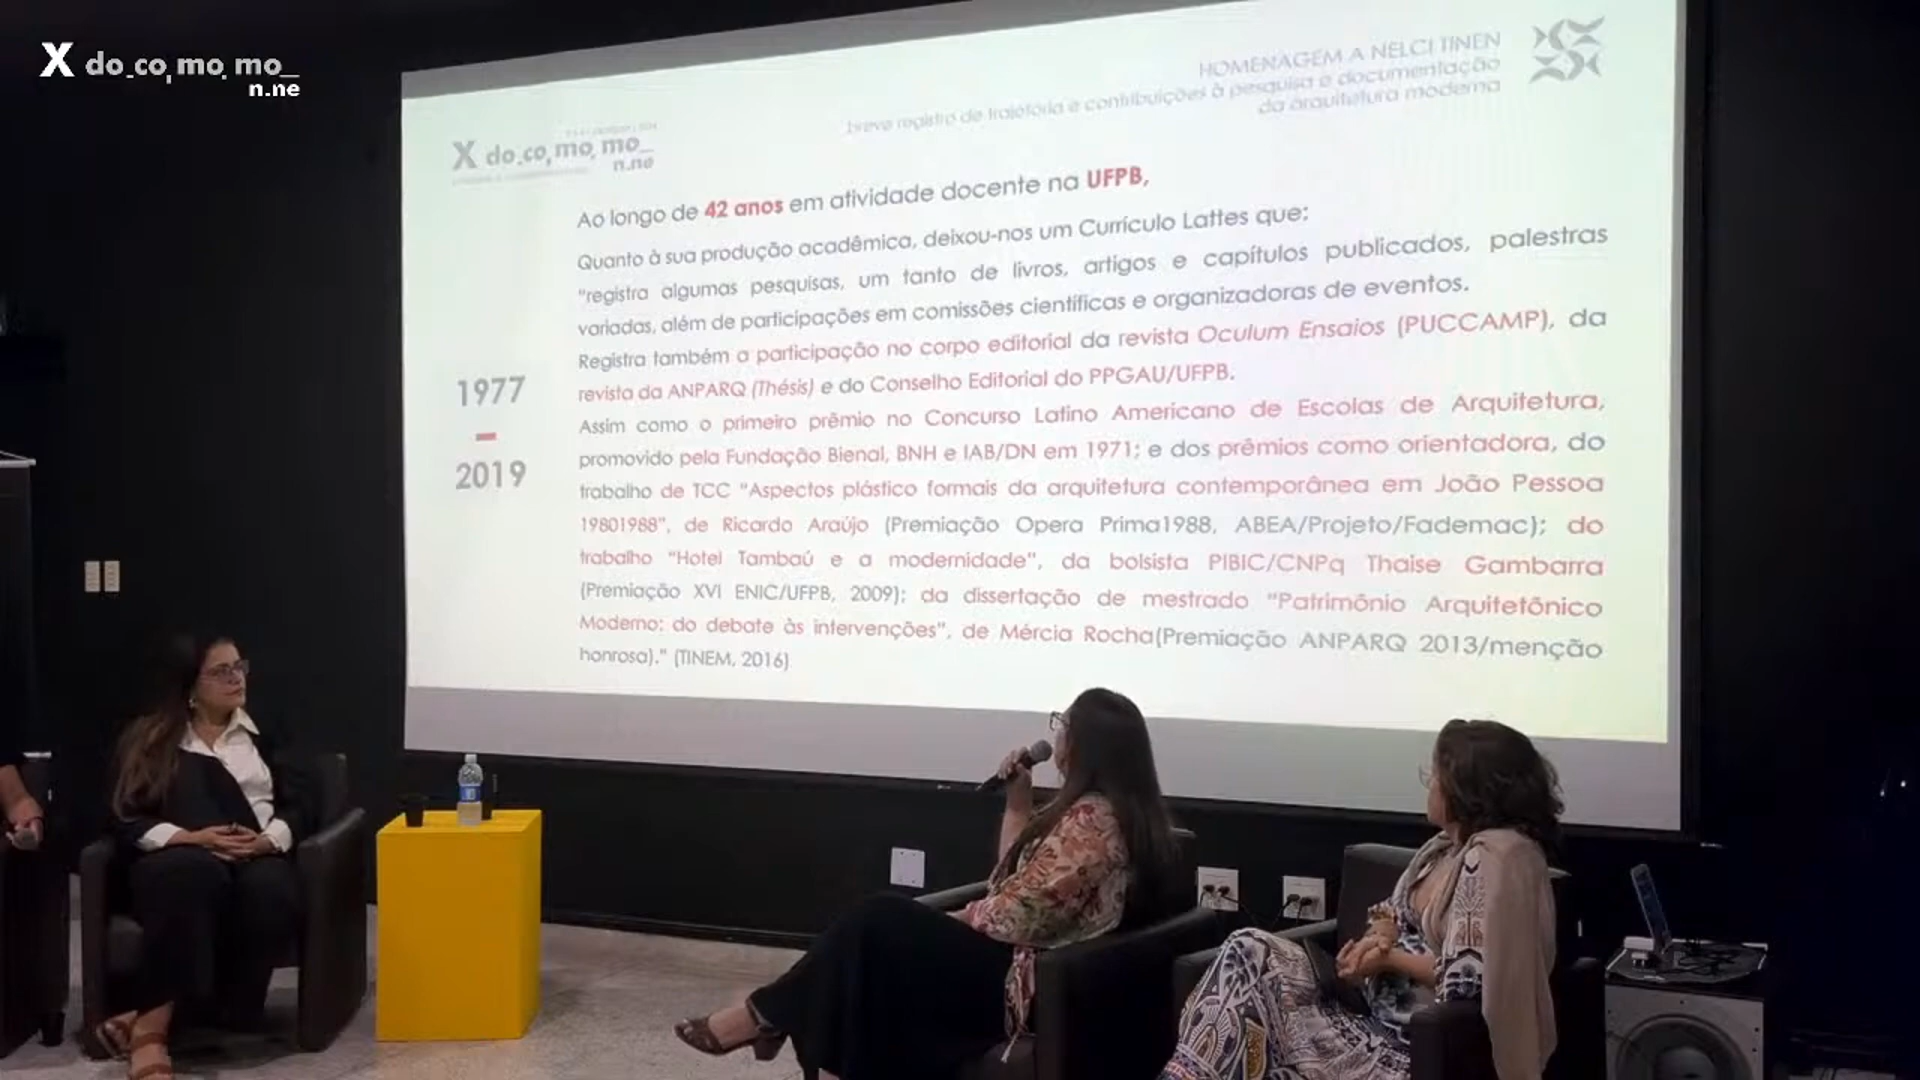 X do_co,mo,mo_
n.ne
HOMENAGEM A NELCI TINEN
breve registro de trajetória e contribuições à pesquisa e documentação
da arquitetura moderna
X do_co,mo,mo_
n.ne
Ao longo de 42 anos em atividade docente na UFPB,
Quanto à sua produção acadêmica, deixou-nos um Currículo Lattes que:
"registra algumas pesquisas, um tanto de livros, artigos e capítulos publicados, palestras
variadas, além de participações em comissões científicas e organizadoras de eventos.
Registra também a participação no corpo editorial da revista Oculum Ensaios (PUCCAMP), da
revista da ANPARQ (Thésis) e do Conselho Editorial do PPGAU/UFPB.
Assim como o primeiro prêmio no Concurso Latino Americano de Escolas de Arquitetura,
promovido pela Fundação Bienal, BNH e IAB/DN em 1971; e dos prêmios como orientadora, do
trabalho de TCC "Aspectos plástico formais da arquitetura contemporânea em João Pessoa
19801988", de Ricardo Araújo (Premiação Opera Prima1988, ABEA/Projeto/Fademac); do
trabalho "Hotel Tambaú e a modernidade", da bolsista PIBIC/CNPq Thaise Gambarra
(Premiação XVI ENIC/UFPB, 2009); da dissertação de mestrado "Patrimônio Arquitetônico
Moderno: do debate às intervenções", de Mércia Rocha(Premiação ANPARQ 2013/menção
honrosa)." (TINEM, 2016)
1977
–
2019